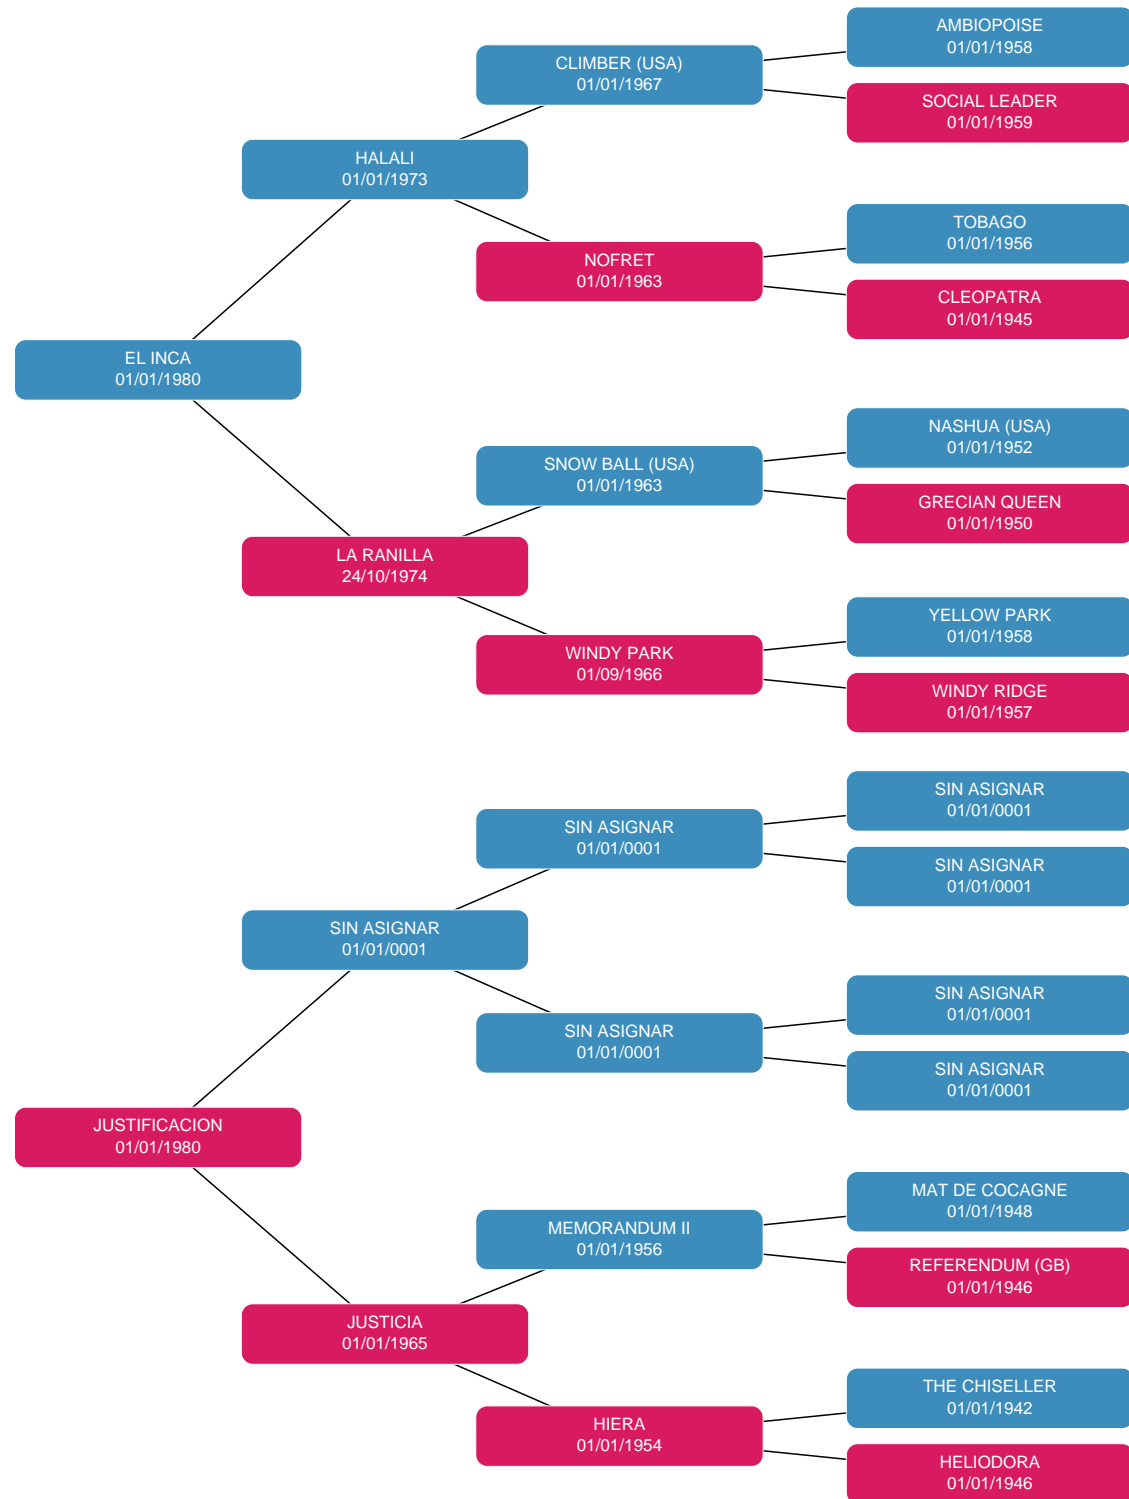 AMBIOPOISE
01/01/1958
CLIMBER (USA)
01/01/1967
SOCIAL LEADER
01/01/1959
HALALI
01/01/1973
TOBAGO
01/01/1956
NOFRET
01/01/1963
CLEOPATRA
01/01/1945
EL INCA
01/01/1980
NASHUA (USA)
01/01/1952
SNOW BALL (USA)
01/01/1963
GRECIAN QUEEN
01/01/1950
LA RANILLA
24/10/1974
YELLOW PARK
01/01/1958
WINDY PARK
01/09/1966
WINDY RIDGE
01/01/1957
SIN ASIGNAR
01/01/0001
SIN ASIGNAR
01/01/0001
SIN ASIGNAR
01/01/0001
SIN ASIGNAR
01/01/0001
SIN ASIGNAR
01/01/0001
SIN ASIGNAR
01/01/0001
SIN ASIGNAR
01/01/0001
JUSTIFICACION
01/01/1980
MAT DE COCAGNE
01/01/1948
MEMORANDUM II
01/01/1956
REFERENDUM (GB)
01/01/1946
JUSTICIA
01/01/1965
THE CHISELLER
01/01/1942
HIERA
01/01/1954
HELIODORA
01/01/1946